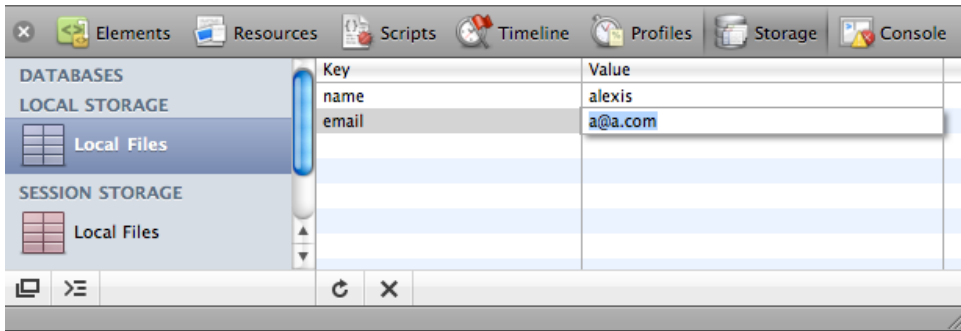 Elements Resources Scripts Timeline Profiles Storage Console
DATABASES
LOCAL STORAGE
Local Files
SESSION STORAGE
Local Files
Key Value
name alexis
email a@a.com